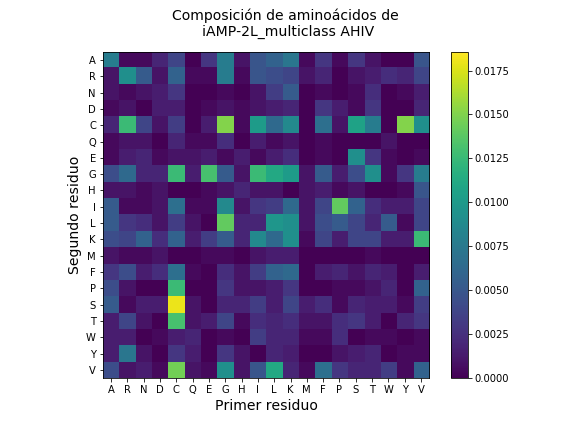 Composición de aminoácidos de
iAMP-2L_multiclass AHIV
Segundo residuo
A
R
N
D
C
Q
E
G
H
I
L
K
M
F
P
S
T
W
Y
V
A R N D C Q E G H I L K M F P S T W Y V
Primer residuo
0.0175
0.0150
0.0125
0.0100
0.0075
0.0050
0.0025
0.0000